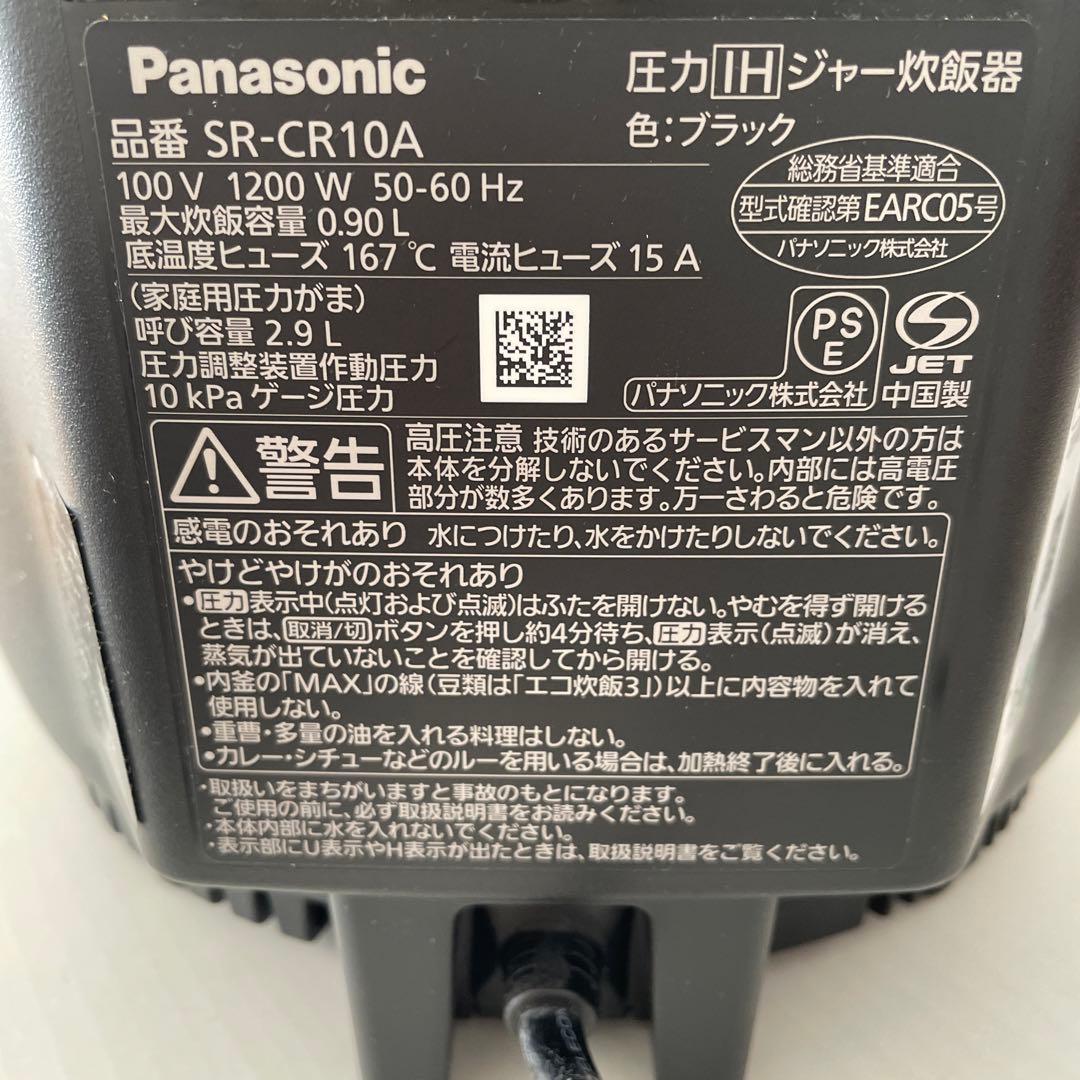 Panasonic
圧力IHジャー炊飯器
品番 SR-CR10A
色:ブラック
100V 1200W 50-60Hz
最大炊飯容量 0.90L
底温度ヒューズ 167℃ 電流ヒューズ 15A
総務省基準適合
型式確認第EARC05号
パナソニック株式会社
(家庭用圧力がま)
呼び容量 2.9L
圧力調整装置作動圧力
10kPaゲージ圧力
PS
E
パナソニック株式会社
JET
中国製
警告
高圧注意 技術のあるサービスマン以外の方は
本体を分解しないでください。内部には高電圧
部分が数多くあります。万一さわると危険です。
感電のおそれあり 水につけたり、水をかけたりしないでください。
やけどやけがのおそれあり
•圧力表示中(点灯および点滅)はふたを開けない。やむを得ず開ける
ときは、取消/切ボタンを押し約4分待ち、圧力表示(点滅)が消え、
蒸気が出ていないことを確認してから開ける。
•内釜の「MAX」の線(豆類は「エコ炊飯3」)以上に内容物を入れて
使用しない。
•重曹・多量の油を入れる料理はしない。
•カレー・シチューなどのルーを用いる場合は、加熱終了後に入れる。
・取扱いをまちがいますと事故のもとになります。
ご使用の前に、必ず取扱説明書をお読みください。
・本体内部に水を入れないでください。
・表示部にU表示やH表示が出たときは、取扱説明書をご覧ください。